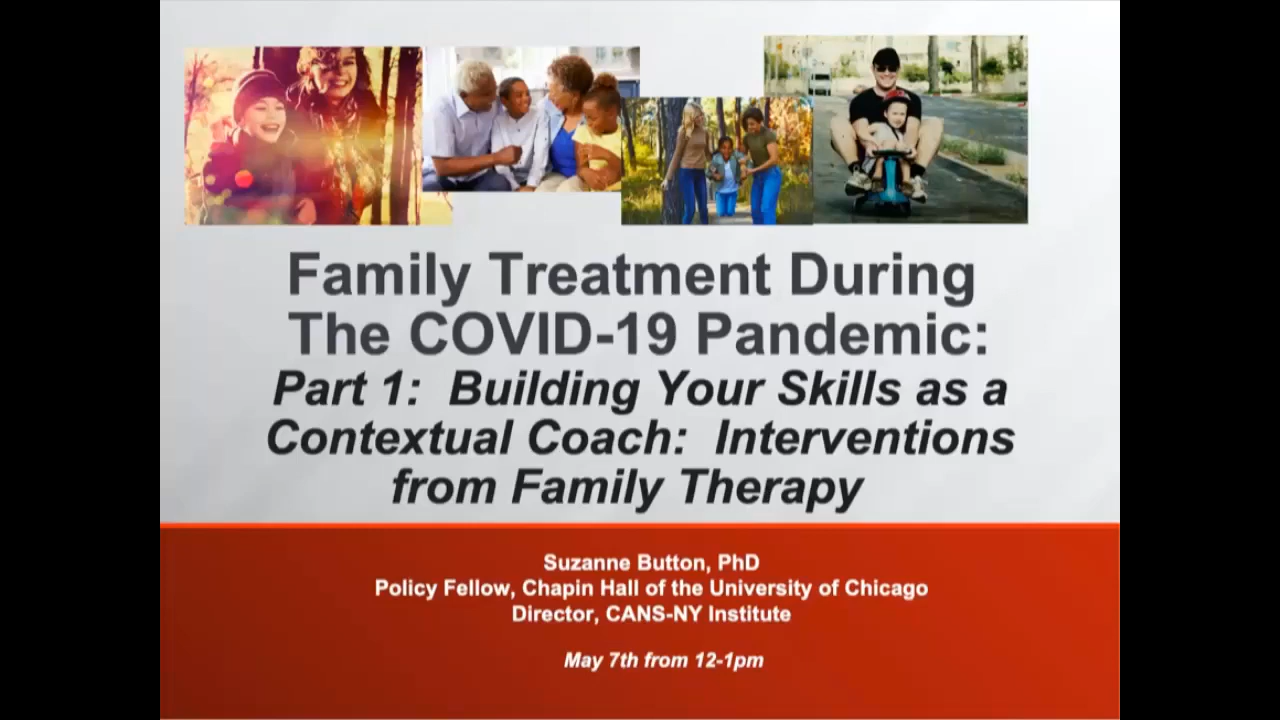 Family Treatment During
The COVID-19 Pandemic:
Part 1: Building Your Skills as a
Contextual Coach: Interventions
from Family Therapy
Suzanne Button, PhD
Policy Fellow, Chapin Hall of the University of Chicago
Director, CANS-NY Institute
May 7th from 12-1pm